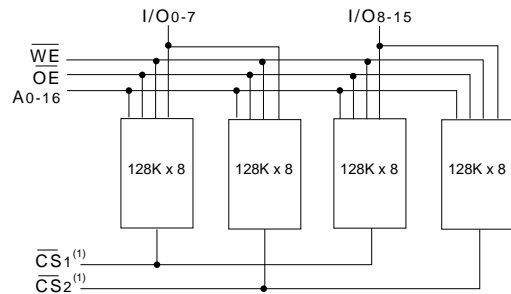 I/O0-7 I/O8-15
WE
OE
A0-16
128K x 8 128K x 8 128K x 8 128K x 8
CS1(1)
CS2(1)